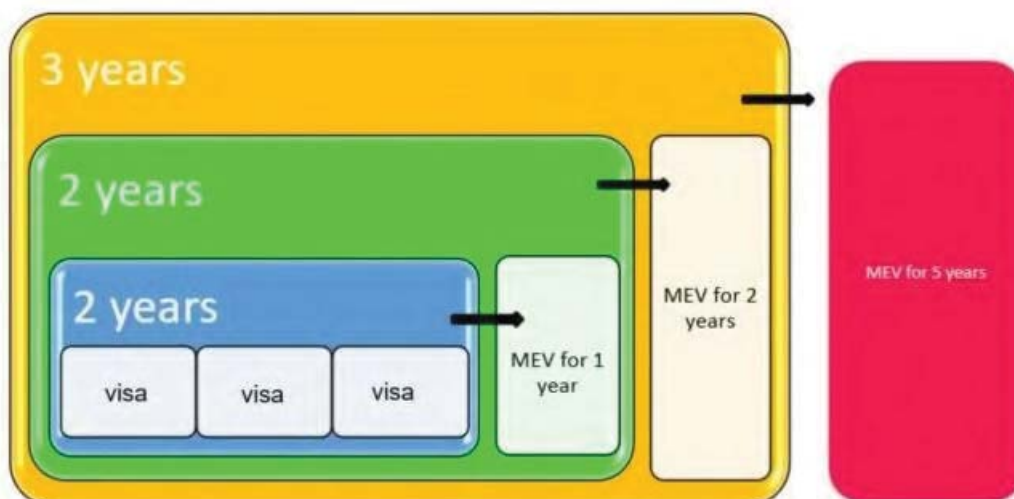 3 years
2 years
2 years
visa
visa
visa
MEV for 1
year
MEV for 2
years
MEV for 5 years